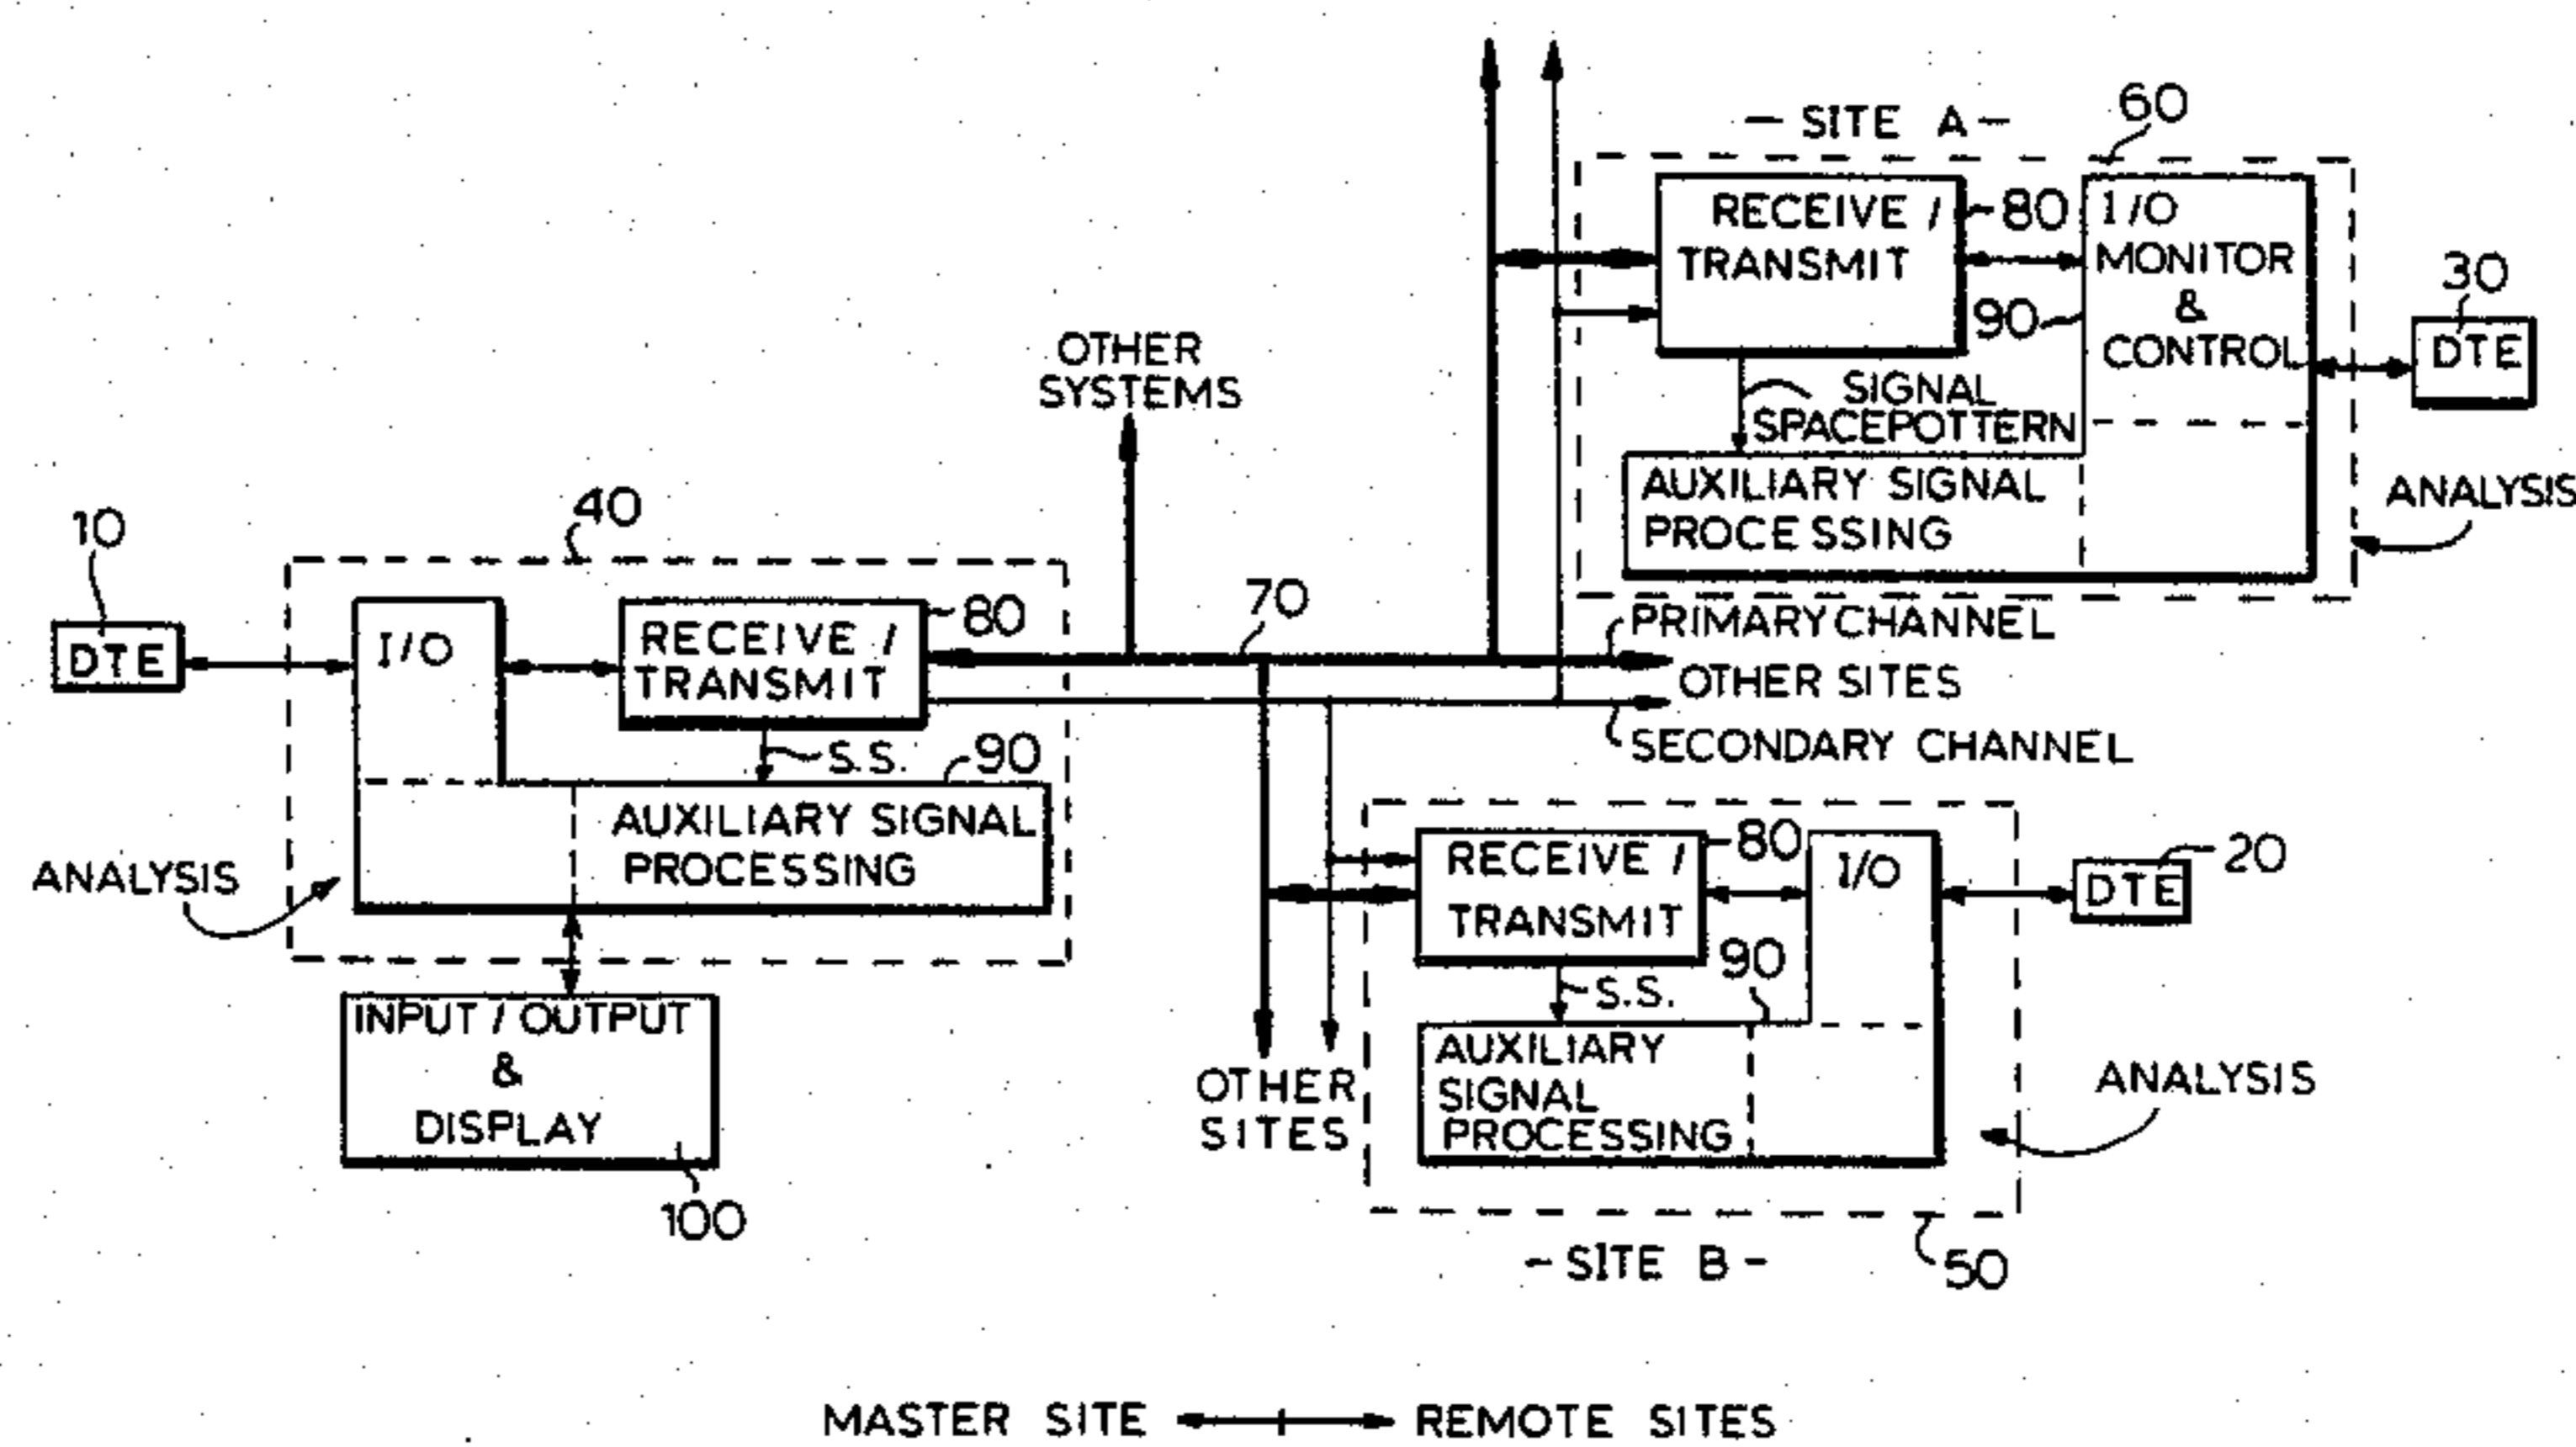 - SITE A -
60
RECEIVE /
TRANSMIT
80
I/O
MONITOR
&
CONTROL
90
30
DTE
SIGNAL
SPACEPOTTERN
AUXILIARY SIGNAL
PROCESSING
ANALYSIS
OTHER
SYSTEMS
10
DTE
40
I/O
RECEIVE /
TRANSMIT
80
70
PRIMARY CHANNEL
OTHER SITES
SECONDARY CHANNEL
S.S.
90
AUXILIARY SIGNAL
PROCESSING
ANALYSIS
INPUT / OUTPUT
&
DISPLAY
100
RECEIVE /
TRANSMIT
80
I/O
20
DTE
90
S.S.
AUXILIARY
SIGNAL
PROCESSING
OTHER
SITES
ANALYSIS
- SITE B -
50
MASTER SITE
REMOTE SITES